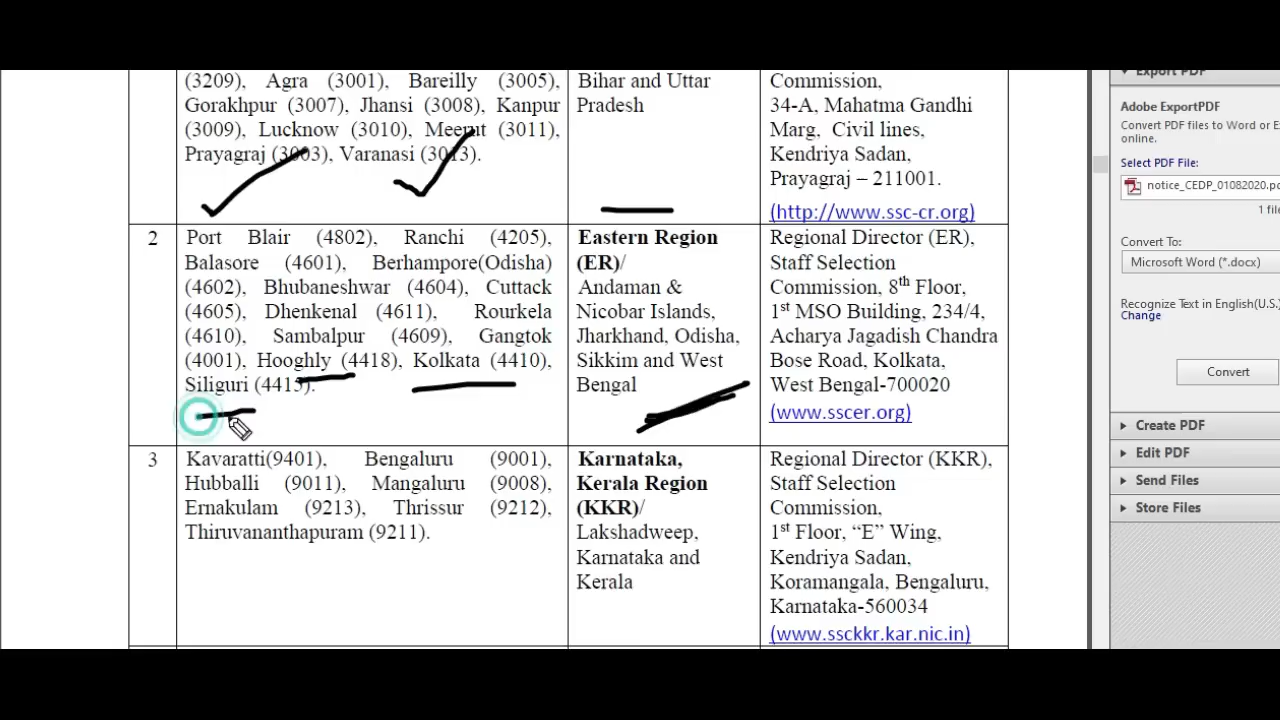 (3209), Agra (3001), Bareilly (3005),
Gorakhpur (3007), Jhansi (3008), Kanpur
(3009), Lucknow (3010), Meerut (3011),
Prayagraj (3003), Varanasi (3013).
Bihar and Uttar
Pradesh
Commission,
34-A, Mahatma Gandhi
Marg, Civil lines,
Kendriya Sadan,
Prayagraj – 211001.
(http://www.ssc-cr.org)
2
Port Blair (4802), Ranchi (4205),
Balasore (4601), Berhampore(Odisha)
(4602), Bhubaneshwar (4604), Cuttack
(4605), Dhenkenal (4611), Rourkela
(4610), Sambalpur (4609), Gangtok
(4001), Hooghly (4418), Kolkata (4410),
Siliguri (4415).
Eastern Region
(ER)/
Andaman &
Nicobar Islands,
Jharkhand, Odisha,
Sikkim and West
Bengal
Regional Director (ER),
Staff Selection
Commission, 8th Floor,
1st MSO Building, 234/4,
Acharya Jagadish Chandra
Bose Road, Kolkata,
West Bengal-700020
(www.sscer.org)
3
Kavaratti(9401), Bengaluru (9001),
Hubballi (9011), Mangaluru (9008),
Ernakulam (9213), Thrissur (9212),
Thiruvananthapuram (9211).
Karnataka,
Kerala Region
(KKR)/
Lakshadweep,
Karnataka and
Kerala
Regional Director (KKR),
Staff Selection
Commission,
1st Floor, “E” Wing,
Kendriya Sadan,
Koramangala, Bengaluru,
Karnataka-560034
(www.ssckkr.kar.nic.in)
Export PDF
Adobe ExportPDF
Convert PDF files to Word or E
online.
Select PDF File:
notice_CEDP_01082020.pd
1 file
Convert To:
Microsoft Word (*.docx)
Recognize Text in English(U.S.)
Change
Convert
Create PDF
Edit PDF
Send Files
Store Files